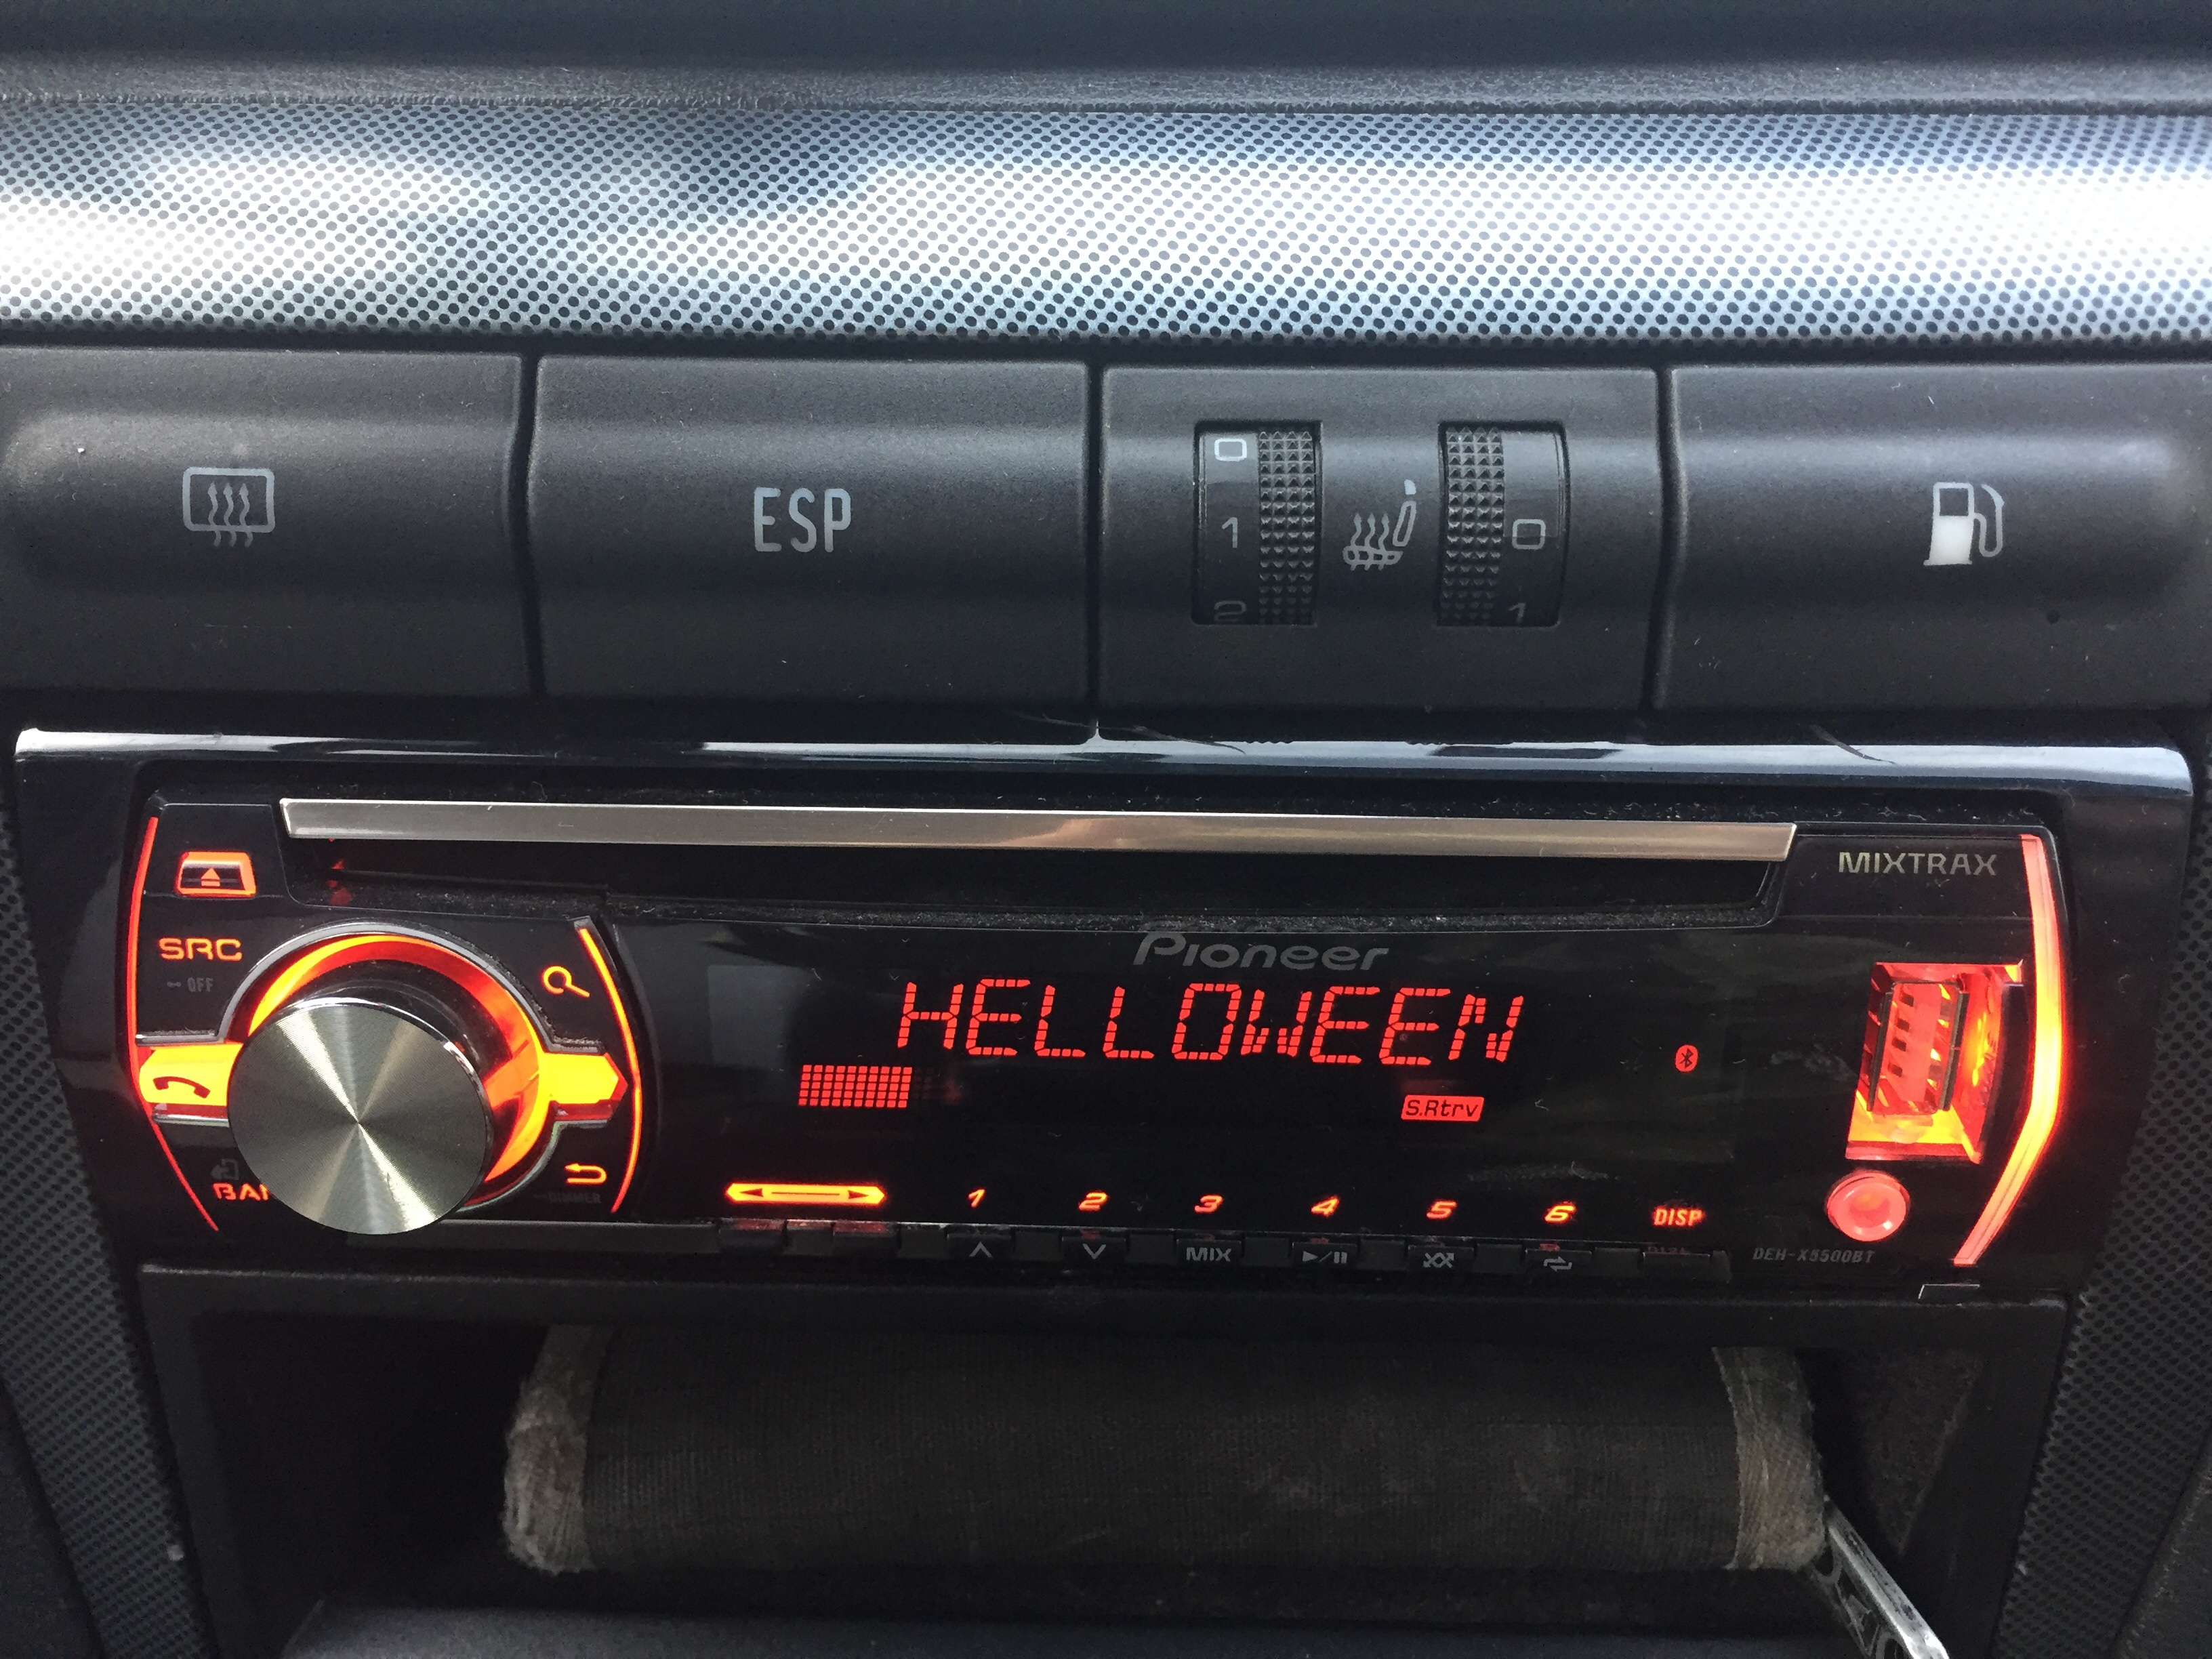 ESP
0
1
2
0
1
MIXTRAX
SRC
OFF
Pioneer
HELLOWEEN
S.Rtrv
DIMMER
1 2 3 4 5 6 DISP
MIX
DEH-X5500BT